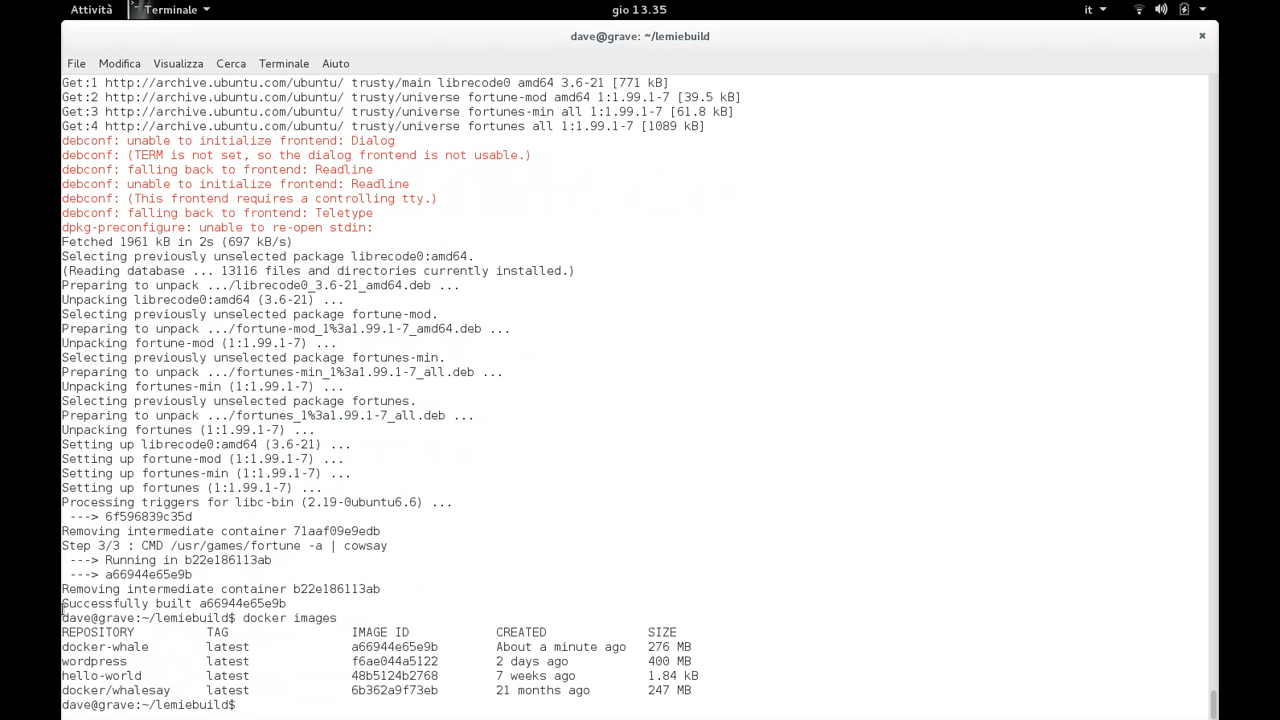 Attività Terminale gio 13.35 it
dave@grave: ~/lemiebuild ×
File Modifica Visualizza Cerca Terminale Aiuto
Get:1 http://archive.ubuntu.com/ubuntu/ trusty/main librecode0 amd64 3.6-21 [771 kB]
Get:2 http://archive.ubuntu.com/ubuntu/ trusty/universe fortune-mod amd64 1:1.99.1-7 [39.5 kB]
Get:3 http://archive.ubuntu.com/ubuntu/ trusty/universe fortunes-min all 1:1.99.1-7 [61.8 kB]
Get:4 http://archive.ubuntu.com/ubuntu/ trusty/universe fortunes all 1:1.99.1-7 [1089 kB]
debconf: unable to initialize frontend: Dialog
debconf: (TERM is not set, so the dialog frontend is not usable.)
debconf: falling back to frontend: Readline
debconf: unable to initialize frontend: Readline
debconf: (This frontend requires a controlling tty.)
debconf: falling back to frontend: Teletype
dpkg-preconfigure: unable to re-open stdin:
Fetched 1961 kB in 2s (697 kB/s)
Selecting previously unselected package librecode0:amd64.
(Reading database ... 13116 files and directories currently installed.)
Preparing to unpack .../librecode0_3.6-21_amd64.deb ...
Unpacking librecode0:amd64 (3.6-21) ...
Selecting previously unselected package fortune-mod.
Preparing to unpack .../fortune-mod_1%3a1.99.1-7_amd64.deb ...
Unpacking fortune-mod (1:1.99.1-7) ...
Selecting previously unselected package fortunes-min.
Preparing to unpack .../fortunes-min_1%3a1.99.1-7_all.deb ...
Unpacking fortunes-min (1:1.99.1-7) ...
Selecting previously unselected package fortunes.
Preparing to unpack .../fortunes_1%3a1.99.1-7_all.deb ...
Unpacking fortunes (1:1.99.1-7) ...
Setting up librecode0:amd64 (3.6-21) ...
Setting up fortune-mod (1:1.99.1-7) ...
Setting up fortunes-min (1:1.99.1-7) ...
Setting up fortunes (1:1.99.1-7) ...
Processing triggers for libc-bin (2.19-0ubuntu6.6) ...
---> 6f596839c35d
Removing intermediate container 71aaf09e9edb
Step 3/3 : CMD /usr/games/fortune -a | cowsay
---> Running in b22e186113ab
---> a66944e65e9b
Removing intermediate container b22e186113ab
Successfully built a66944e65e9b
dave@grave:~/lemiebuild$ docker images
REPOSITORY TAG IMAGE ID CREATED SIZE
docker-whale latest a66944e65e9b About a minute ago 276 MB
wordpress latest f6ae044a5122 2 days ago 400 MB
hello-world latest 48b5124b2768 7 weeks ago 1.84 kB
docker/whalesay latest 6b362a9f73eb 21 months ago 247 MB
dave@grave:~/lemiebuild$